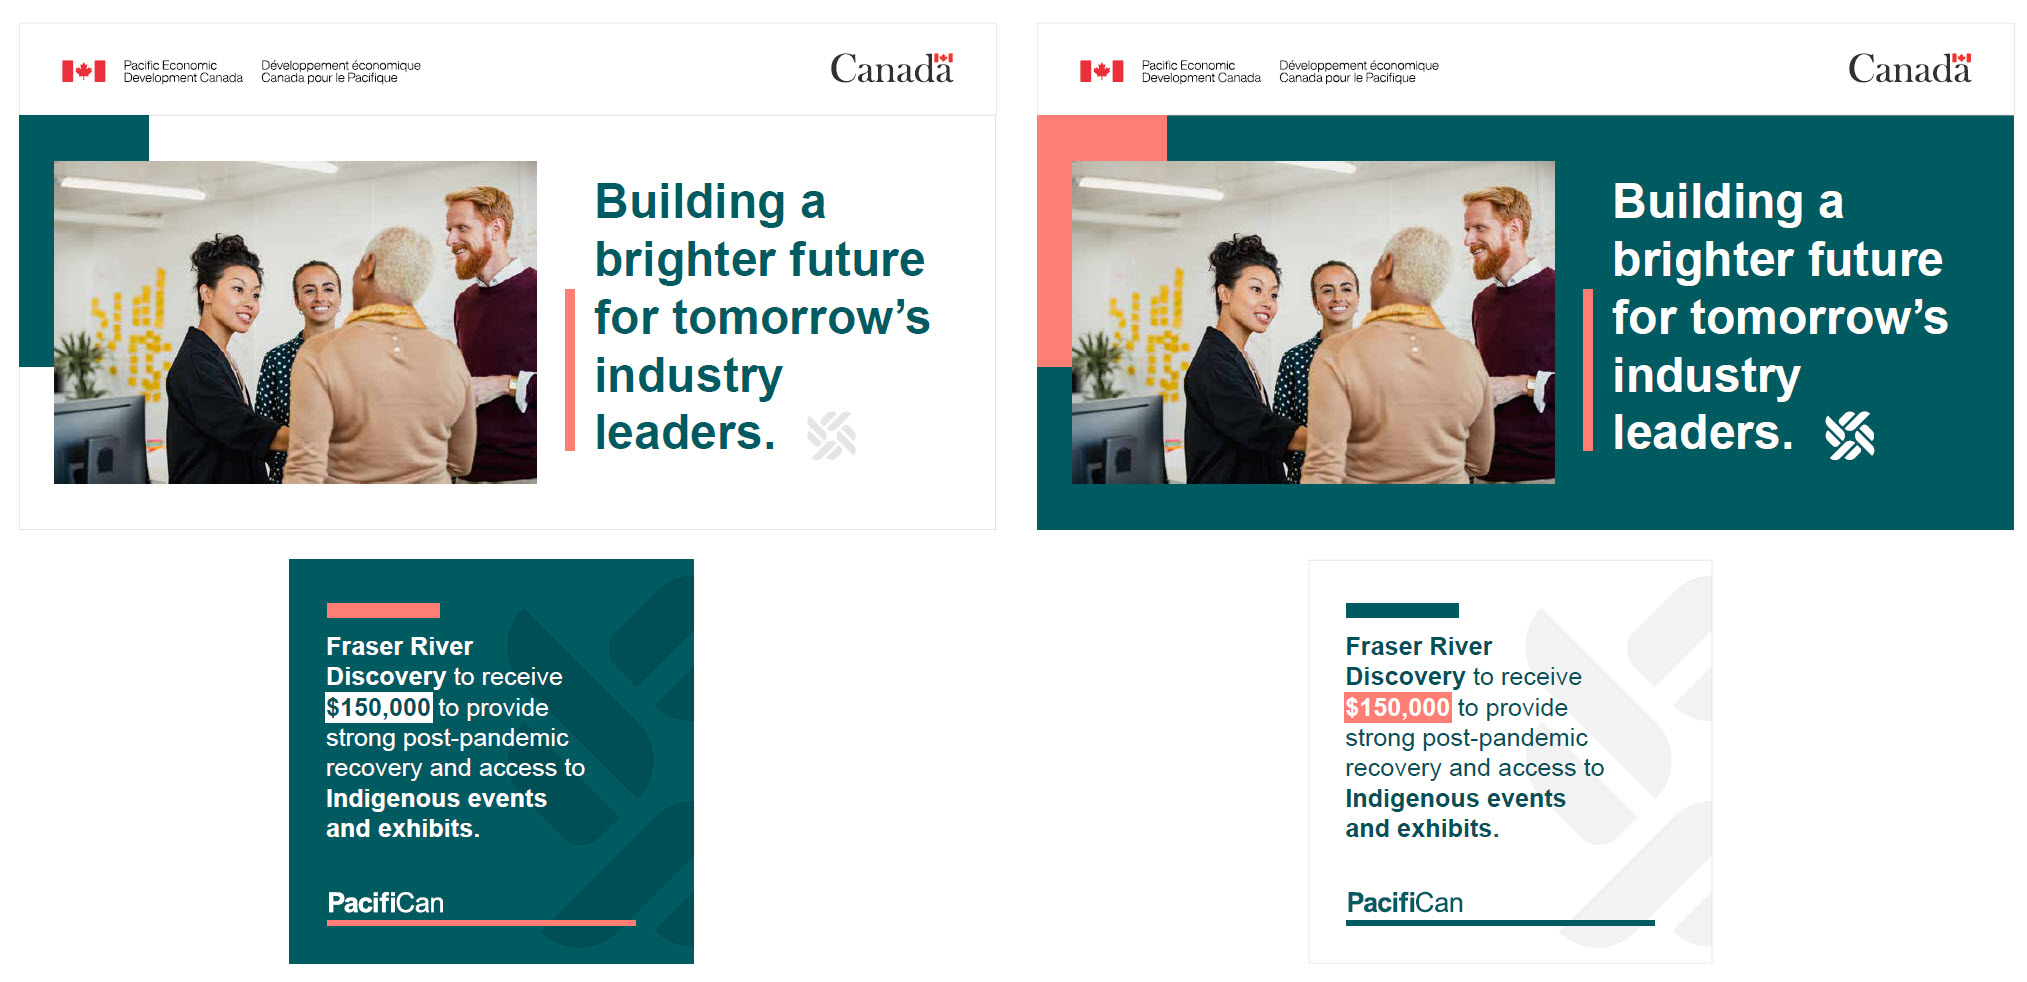 Pacific Economic
Development Canada
Développement économique
Canada pour le Pacifique
Canada
Building a
brighter future
for tomorrow’s
industry
leaders.
Pacific Economic
Development Canada
Développement économique
Canada pour le Pacifique
Canada
Building a
brighter future
for tomorrow’s
industry
leaders.
Fraser River
Discovery to receive
$150,000 to provide
strong post-pandemic
recovery and access to
Indigenous events
and exhibits.
PacifiCan
Fraser River
Discovery to receive
$150,000 to provide
strong post-pandemic
recovery and access to
Indigenous events
and exhibits.
PacifiCan